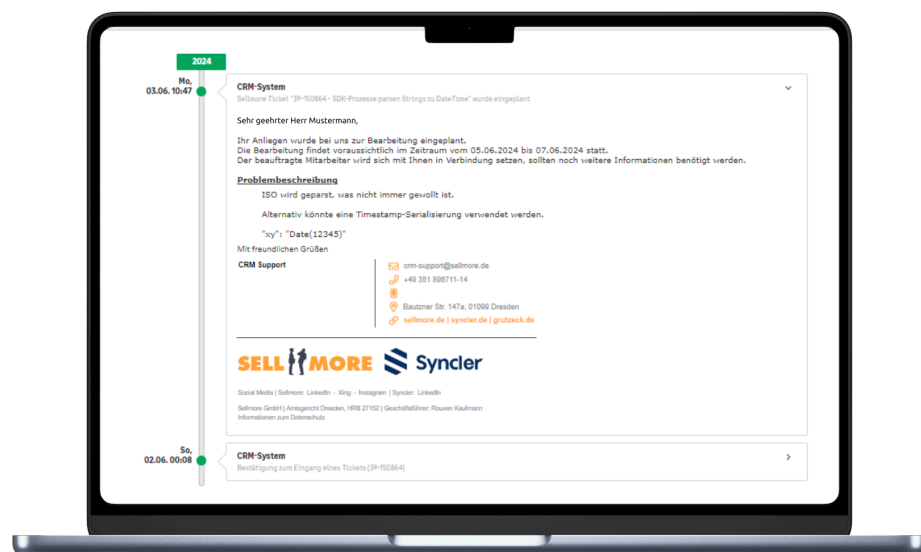 2024
Mo,
03.06. 10:47
CRM-System
Sellmore Ticket "39-150864 – SDK-Prozesse parsen Strings zu DateTime" wurde eingeplant
Sehr geehrter Herr Mustermann,
Ihr Anliegen wurde bei uns zur Bearbeitung eingeplant.
Die Bearbeitung findet voraussichtlich im Zeitraum vom 05.06.2024 bis 07.06.2024 statt.
Der beauftragte Mitarbeiter wird sich mit Ihnen in Verbindung setzen, sollten noch weitere Informationen benötigt werden.
Problembeschreibung
ISO wird geparst, was nicht immer gewollt ist.
Alternativ könnte eine Timestamp-Serialisierung verwendet werden.
"xy": "Date(12345)"
Mit freundlichen Grüßen
CRM Support
crm-support@sellmore.de
+49 351 896711-14
Bautzner Str. 147a, 01099 Dresden
sellmore.de | syncler.de | grutzeck.de
SELL MORE Syncler
Social Media | Sellmore: LinkedIn - Xing - Instagram | Syncler: LinkedIn
Sellmore GmbH | Amtsgericht Dresden, HRB 27152 | Geschäftsführer: Rouven Kaufmann
Informationen zum Datenschutz
So,
02.06. 00:08
CRM-System
Bestätigung zum Eingang eines Tickets (39-150864)